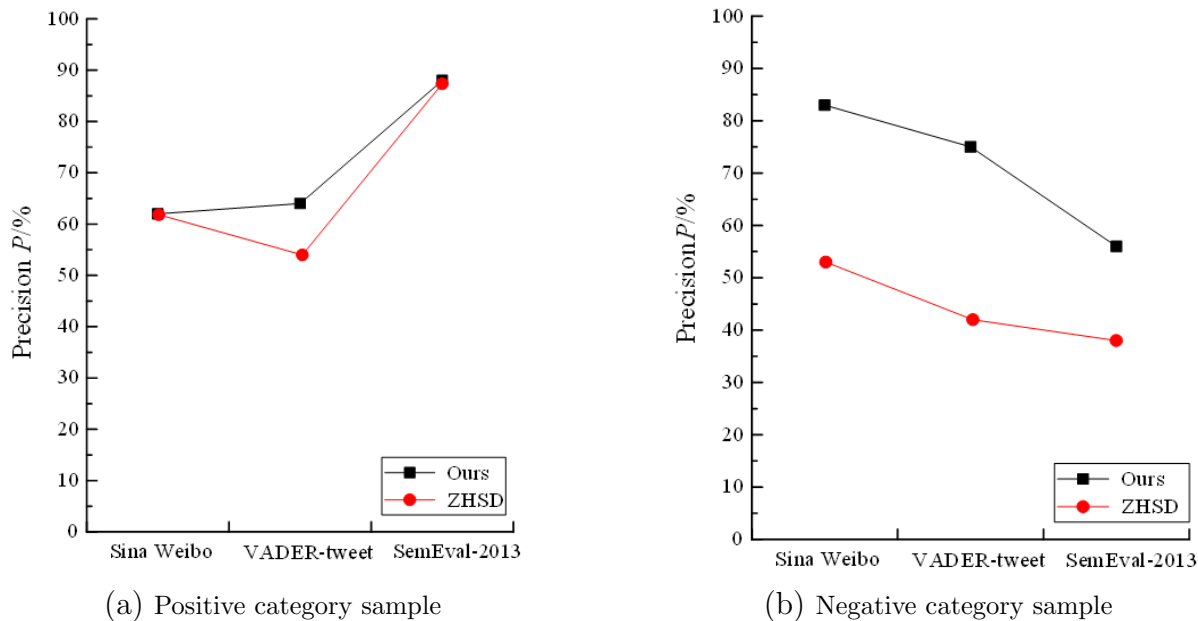 100
90
80
70
60
50
40
30
20
10
0
Precision P/%
Ours
ZHSD
Sina Weibo VADER-tweet SemEval-2013
(a) Positive category sample
100
90
80
70
60
50
40
30
20
10
0
PrecisionP/%
Ours
ZHSD
Sina Weibo VADER-tweet SemEval-2013
(b) Negative category sample